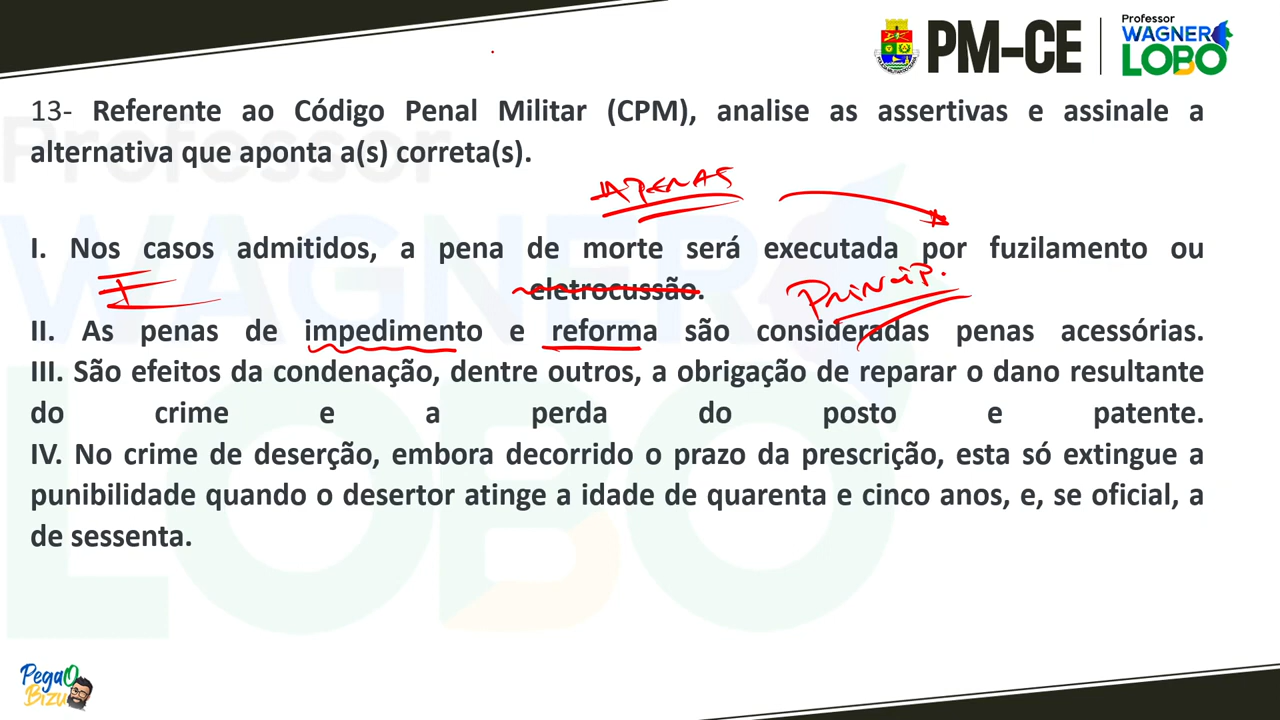 PM-CE
Professor
WAGNER
LOBO
13- Referente ao Código Penal Militar (CPM), analise as assertivas e assinale a
alternativa que aponta a(s) correta(s).
APENAS
I. Nos casos admitidos, a pena de morte será executada por fuzilamento ou
eletrocussão.
PRINCIP.
II. As penas de impedimento e reforma são consideradas penas acessórias.
III. São efeitos da condenação, dentre outros, a obrigação de reparar o dano resultante
do crime e a perda do posto e patente.
IV. No crime de deserção, embora decorrido o prazo da prescrição, esta só extingue a
punibilidade quando o desertor atinge a idade de quarenta e cinco anos, e, se oficial, a
de sessenta.
Professor
WAGNER
LOBO
PegaO
Bizu